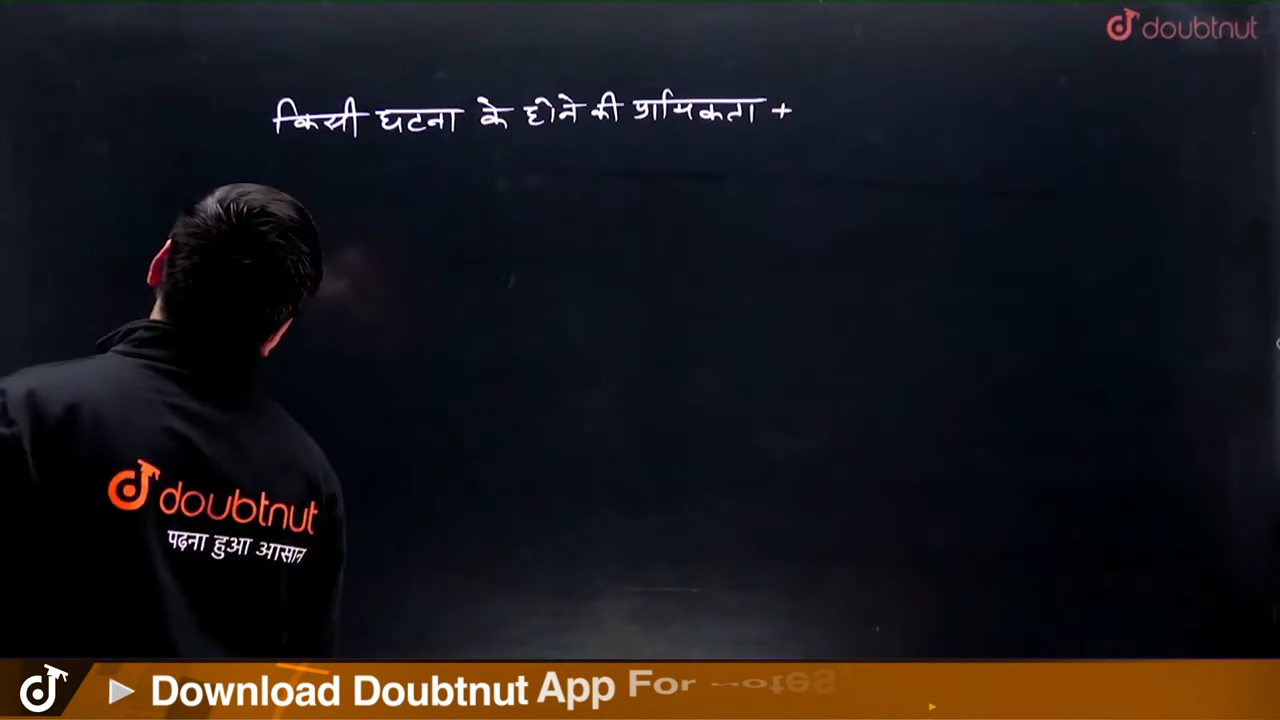 doubtnut
किसी घटना के होने की प्रायिकता +
doubtnut
पढ़ना हुआ आसान
Download Doubtnut App For